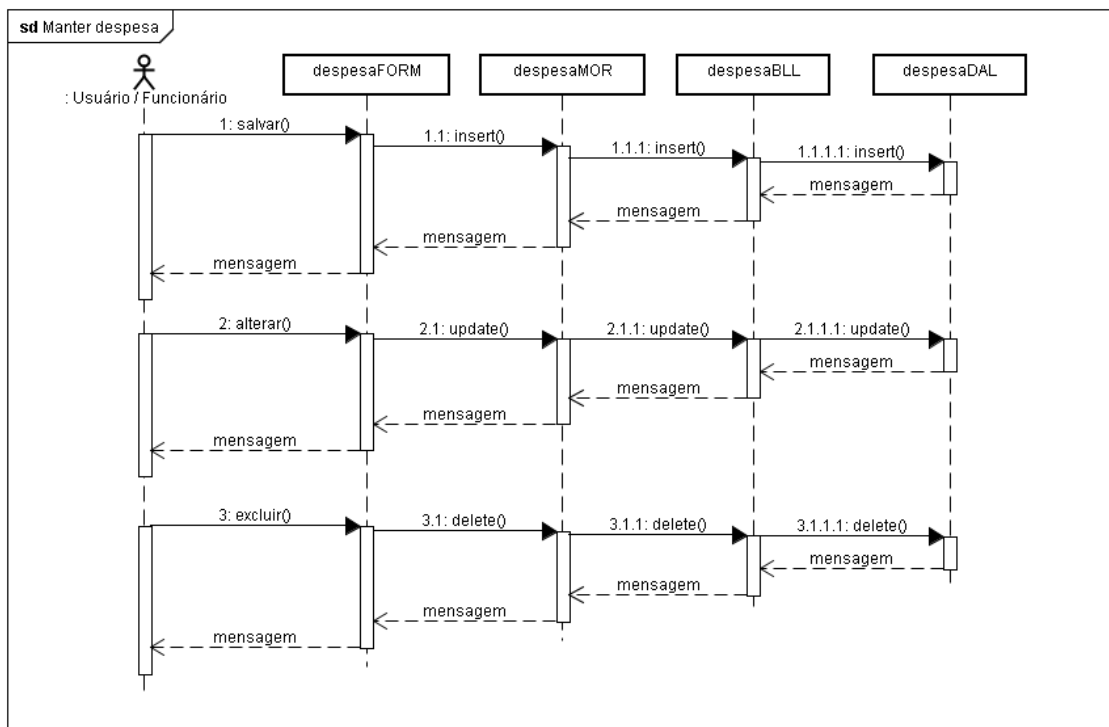 sd Manter despesa
: Usuário / Funcionário
despesaFORM
despesaMOR
despesaBLL
despesaDAL
1: salvar()
1.1: insert()
1.1.1: insert()
1.1.1.1: insert()
mensagem
mensagem
mensagem
mensagem
2: alterar()
2.1: update()
2.1.1: update()
2.1.1.1: update()
mensagem
mensagem
mensagem
mensagem
3: excluir()
3.1: delete()
3.1.1: delete()
3.1.1.1: delete()
mensagem
mensagem
mensagem
mensagem